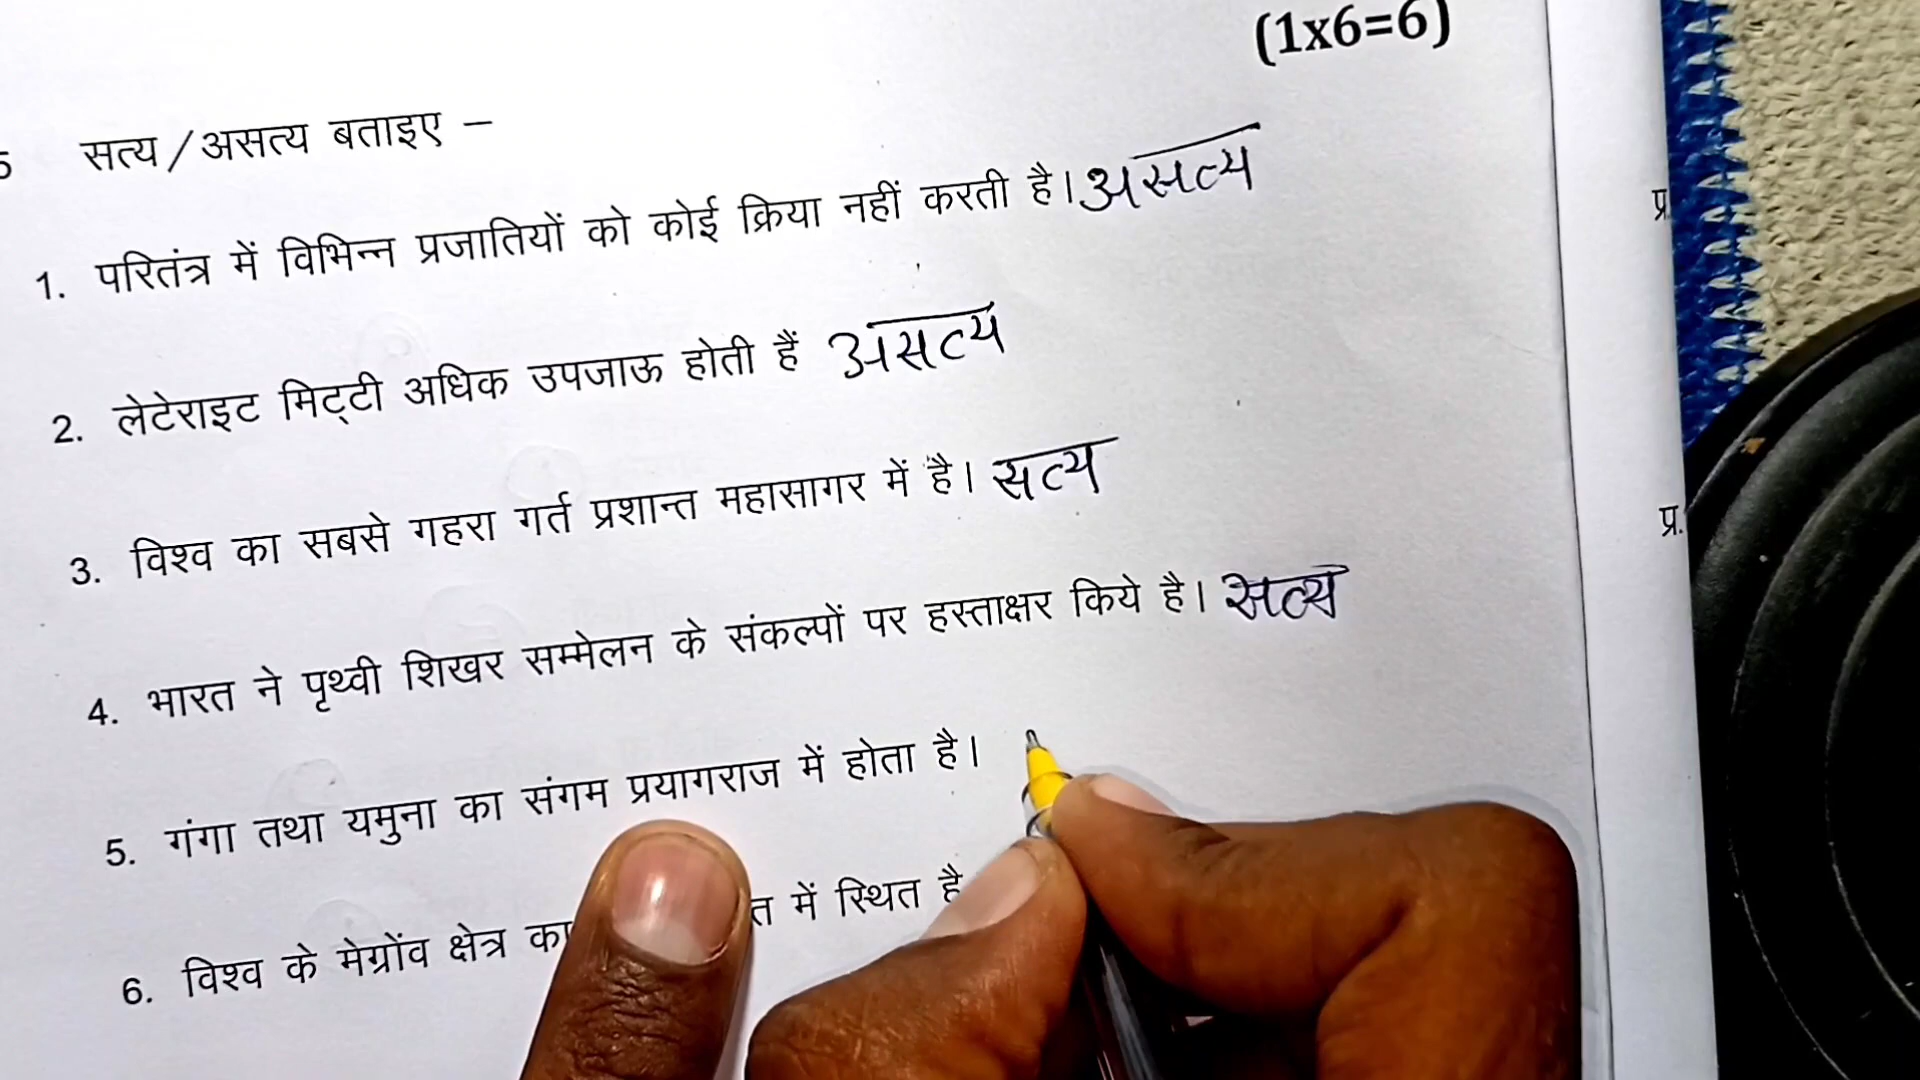 (1x6=6)
सत्य / असत्य बताइए –
1. परितंत्र में विभिन्न प्रजातियों को कोई क्रिया नहीं करती है। असत्य
2. लेटेराइट मिट्टी अधिक उपजाऊ होती हैं असत्य
3. विश्व का सबसे गहरा गर्त प्रशान्त महासागर में है। सत्य
4. भारत ने पृथ्वी शिखर सम्मेलन के संकल्पों पर हस्ताक्षर किये है। सत्य
5. गंगा तथा यमुना का संगम प्रयागराज में होता है।
6. विश्व के मेग्रोंव क्षेत्र का में स्थित है
प्र.
प्र.